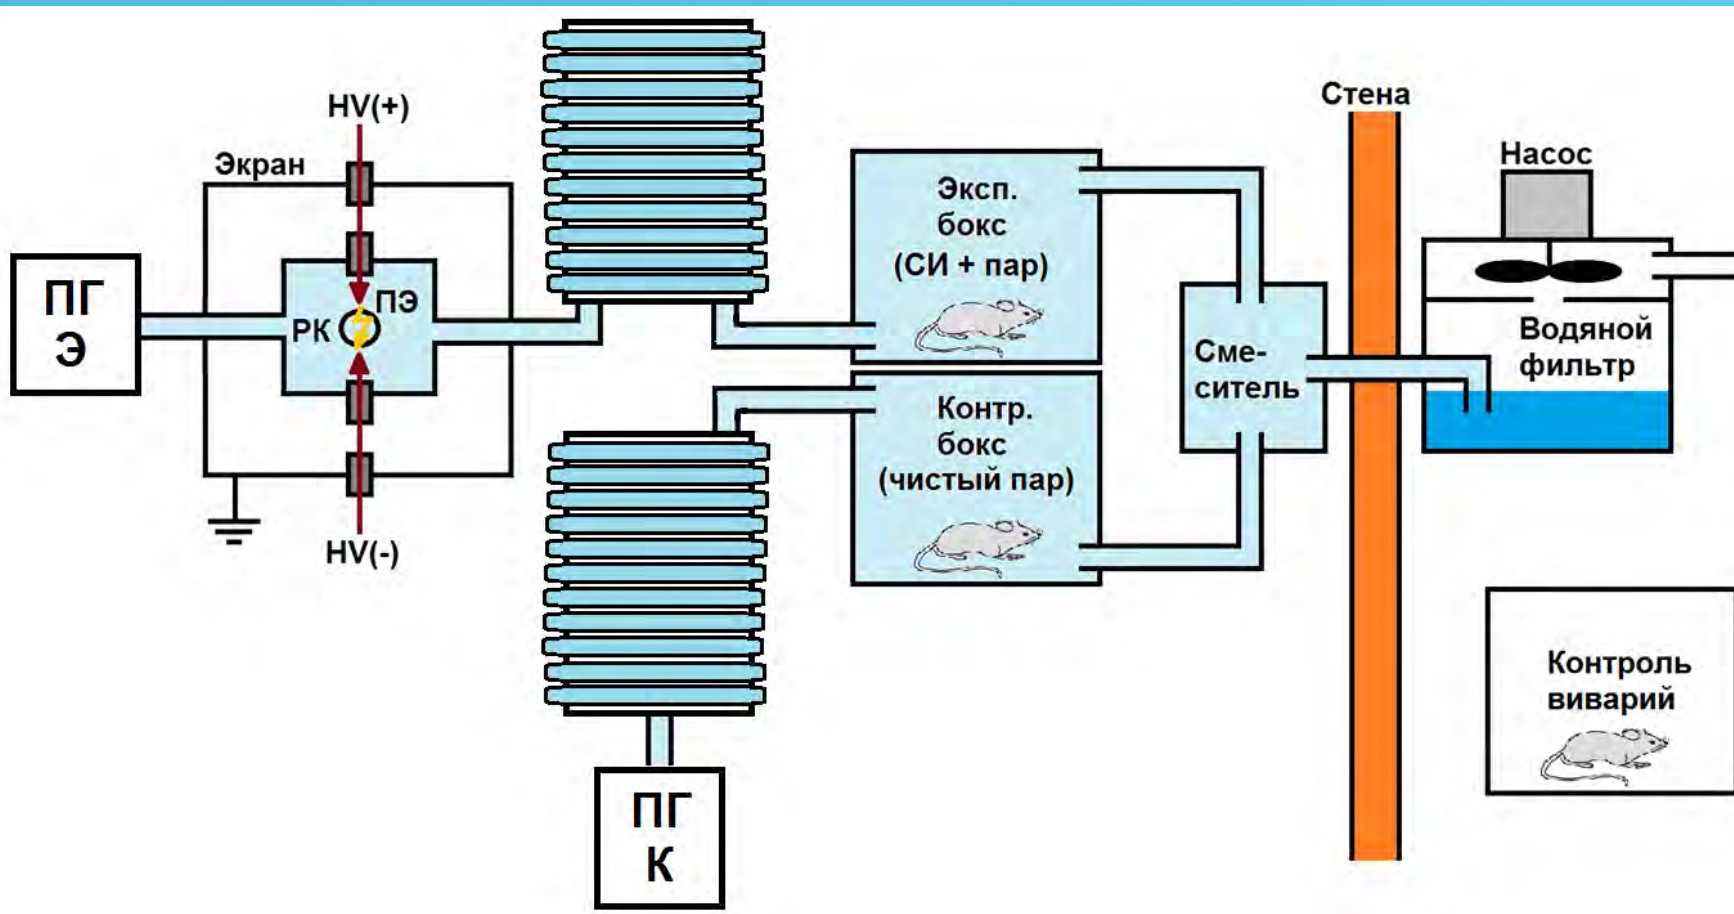 HV(+)
Экран
ПГ
Э
РК
ПЭ
HV(-)
ПГ
К
Эксп.
бокс
(СИ + пар)
Контр.
бокс
(чистый пар)
Сме-
ситель
Стена
Насос
Водяной
фильтр
Контроль
виварий